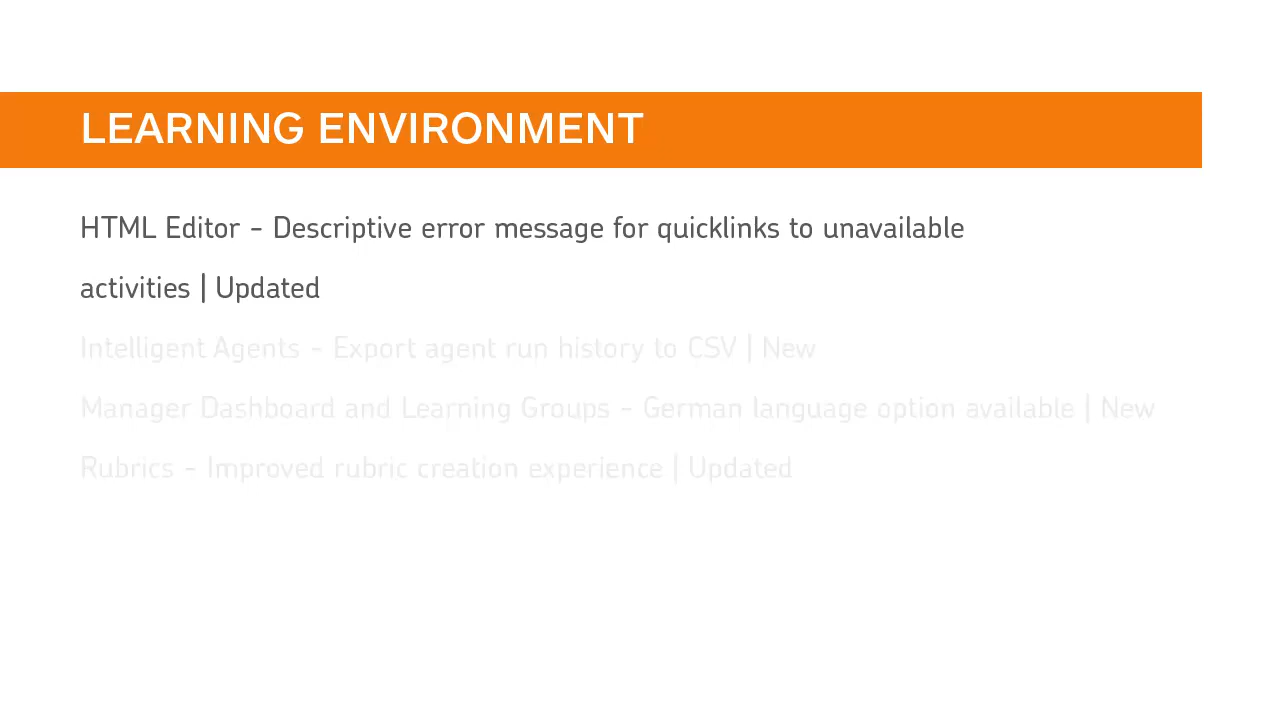 LEARNING ENVIRONMENT
HTML Editor - Descriptive error message for quicklinks to unavailable
activities | Updated
Intelligent Agents - Export agent run history to CSV | New
Manager Dashboard and Learning Groups - German language option available | New
Rubrics - Improved rubric creation experience | Updated